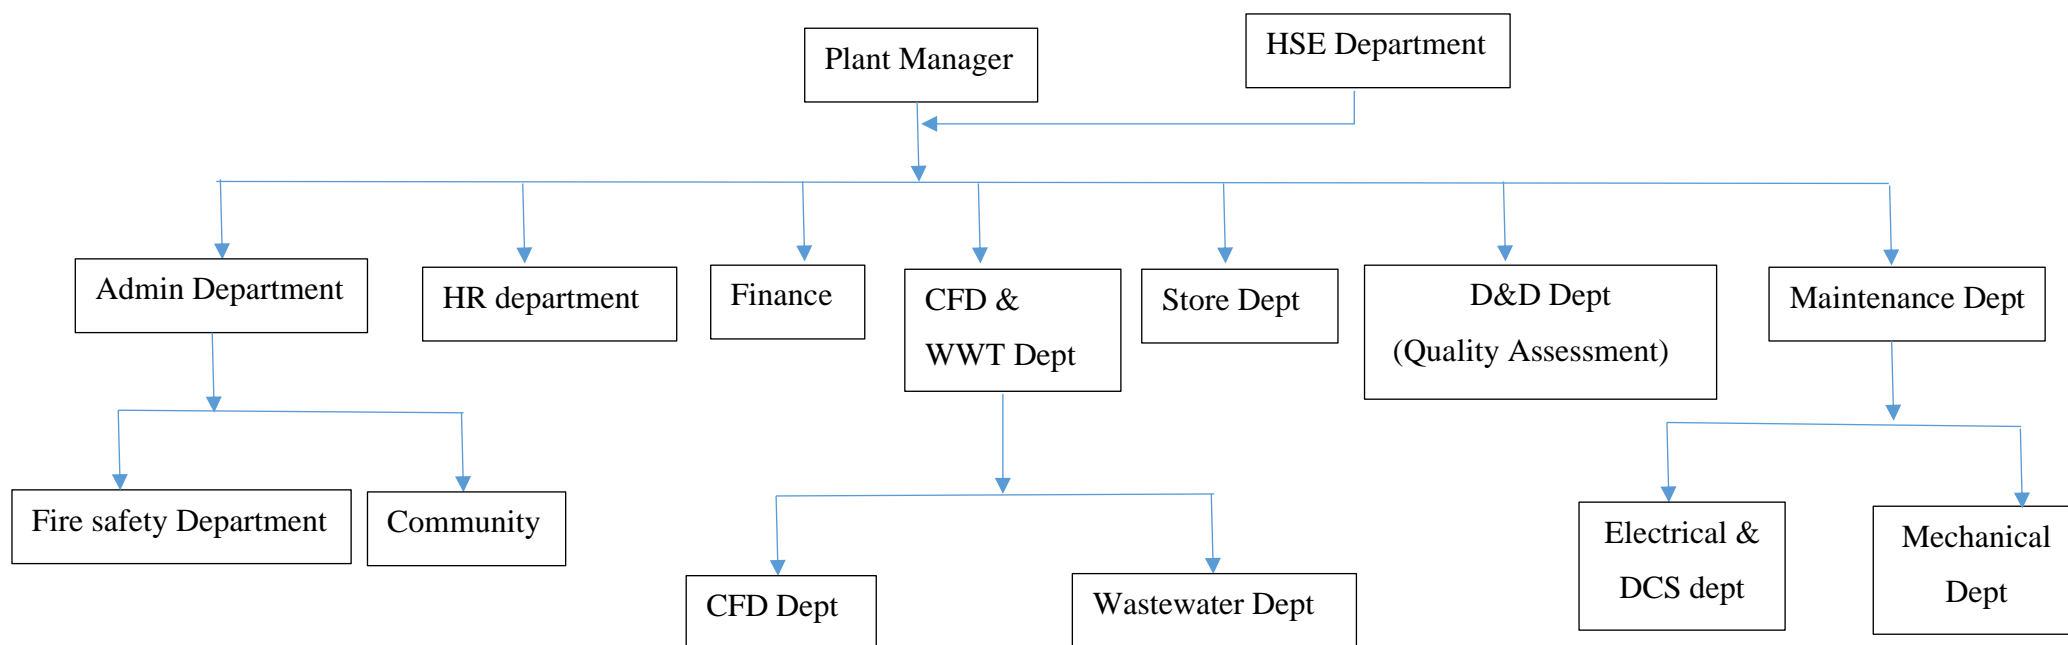 Plant Manager
HSE Department
Admin Department
HR department
Finance
CFD &
WWT Dept
Store Dept
D&D Dept
(Quality Assessment)
Maintenance Dept
Fire safety Department
Community
CFD Dept
Wastewater Dept
Electrical &
DCS dept
Mechanical
Dept